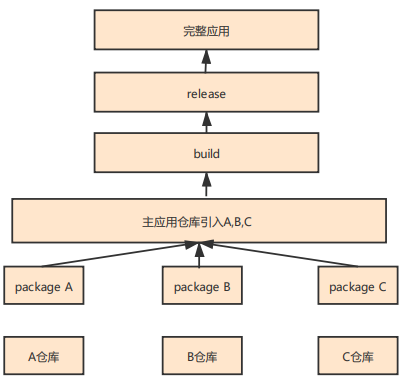 完整应用
release
build
主应用仓库引入A,B,C
package A
package B
package C
A仓库
B仓库
C仓库